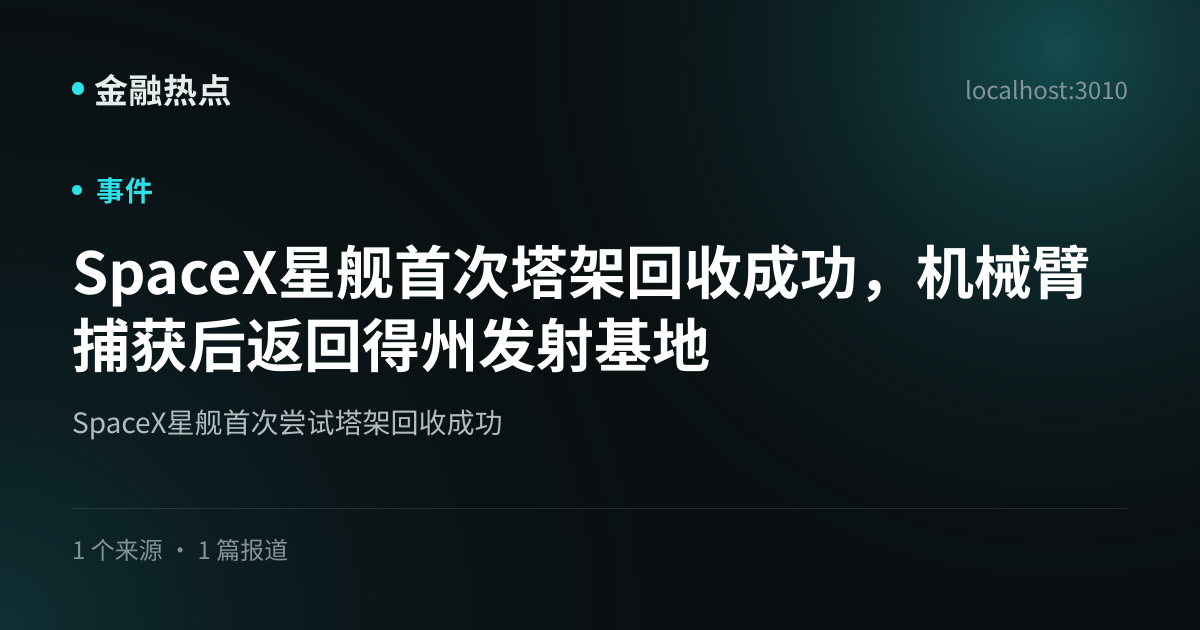 金融热点
localhost:3010
事件
SpaceX星舰首次塔架回收成功，机械臂
捕获后返回得州发射基地
SpaceX星舰首次尝试塔架回收成功
1 个来源 · 1 篇报道